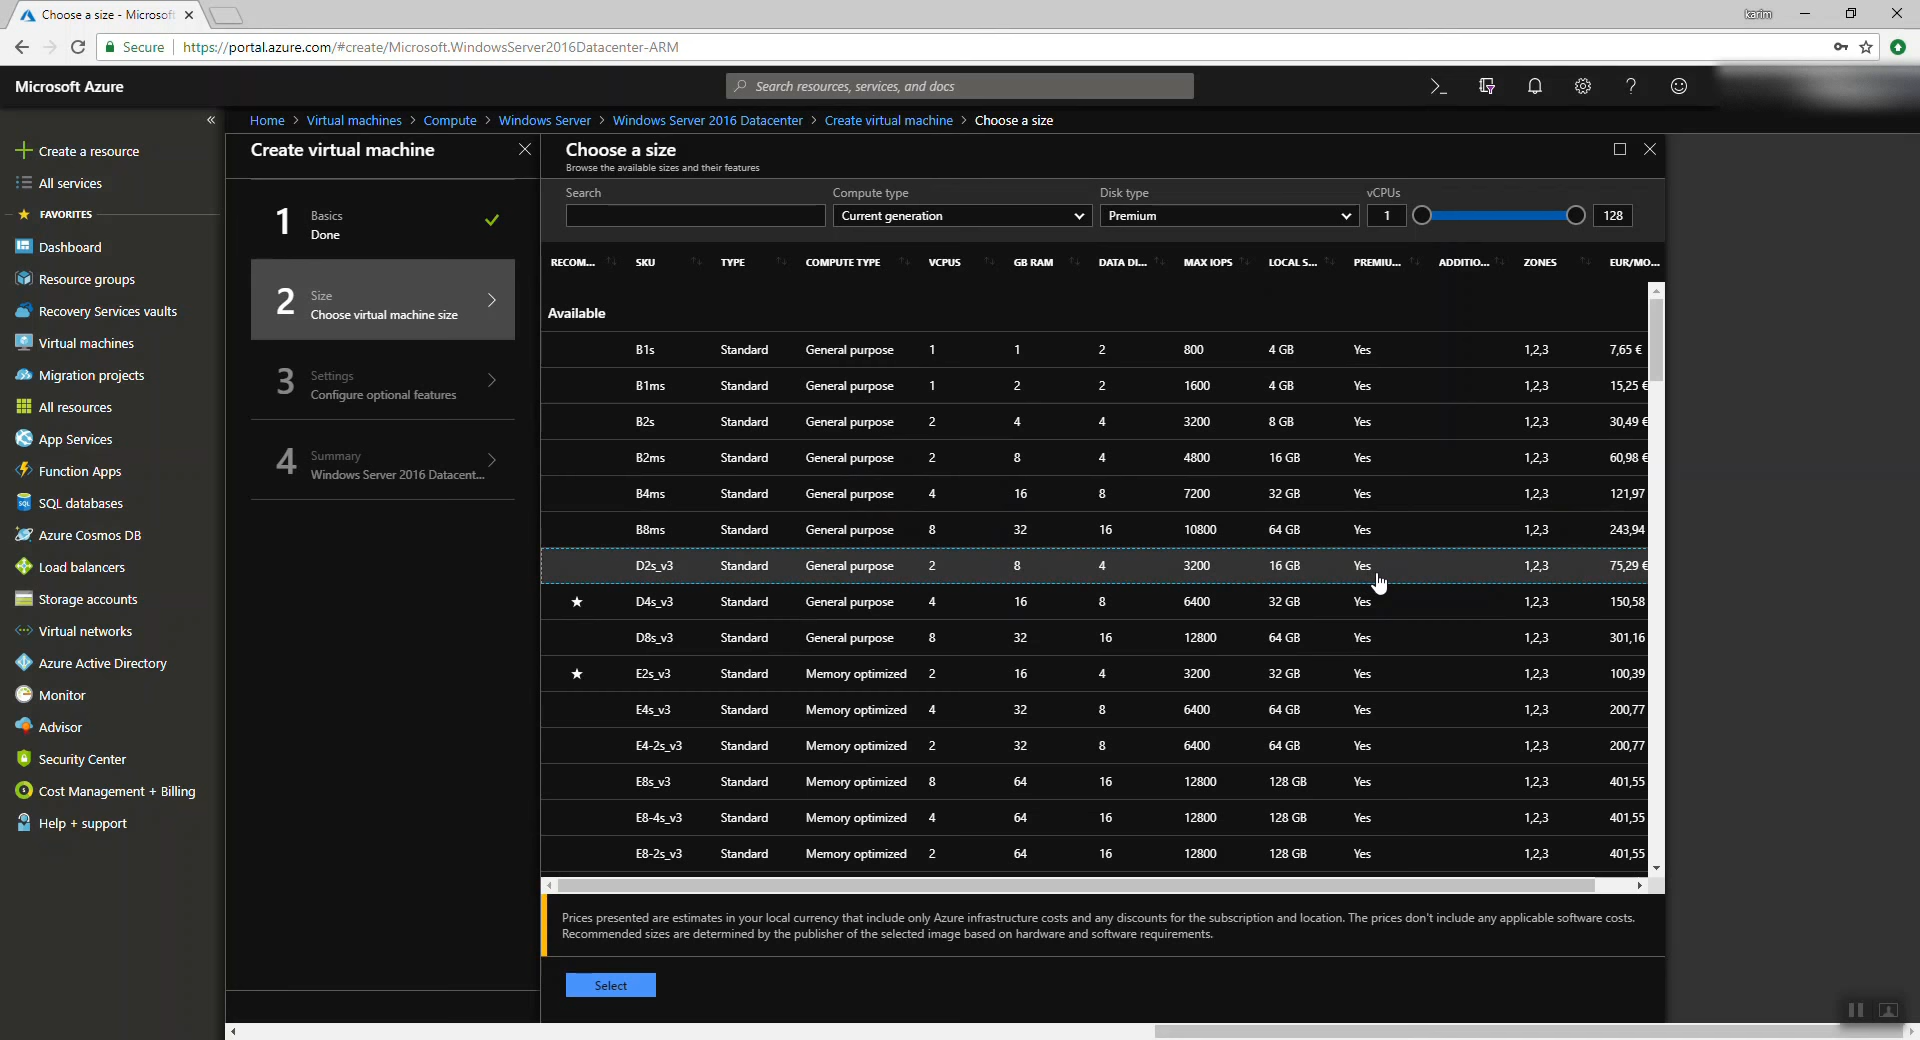 Choose a size - Microsoft
karim
Secure
https://portal.azure.com/#create/Microsoft.WindowsServer2016Datacenter-ARM
Microsoft Azure
Search resources, services, and docs
Home > Virtual machines > Compute > Windows Server > Windows Server 2016 Datacenter > Create virtual machine > Choose a size
Create a resource
All services
FAVORITES
Dashboard
Resource groups
Recovery Services vaults
Virtual machines
Migration projects
All resources
App Services
Function Apps
SQL databases
Azure Cosmos DB
Load balancers
Storage accounts
Virtual networks
Azure Active Directory
Monitor
Advisor
Security Center
Cost Management + Billing
Help + support
Create virtual machine
1 Basics
Done
2 Size
Choose virtual machine size
3 Settings
Configure optional features
4 Summary
Windows Server 2016 Datacent...
Choose a size
Browse the available sizes and their features
Search Compute type Disk type vCPUs
Current generation Premium 1 128
RECOM... SKU TYPE COMPUTE TYPE VCPUS GB RAM DATA DI... MAX IOPS LOCAL S... PREMIU... ADDITIO... ZONES EUR/MO...
Available
B1s Standard General purpose 1 1 2 800 4 GB Yes 1,2,3 7,65 €
B1ms Standard General purpose 1 2 2 1600 4 GB Yes 1,2,3 15,25 €
B2s Standard General purpose 2 4 4 3200 8 GB Yes 1,2,3 30,49 €
B2ms Standard General purpose 2 8 4 4800 16 GB Yes 1,2,3 60,98 €
B4ms Standard General purpose 4 16 8 7200 32 GB Yes 1,2,3 121,97
B8ms Standard General purpose 8 32 16 10800 64 GB Yes 1,2,3 243,94
D2s_v3 Standard General purpose 2 8 4 3200 16 GB Yes 1,2,3 75,29 €
★ D4s_v3 Standard General purpose 4 16 8 6400 32 GB Yes 1,2,3 150,58
D8s_v3 Standard General purpose 8 32 16 12800 64 GB Yes 1,2,3 301,16
★ E2s_v3 Standard Memory optimized 2 16 4 3200 32 GB Yes 1,2,3 100,39
E4s_v3 Standard Memory optimized 4 32 8 6400 64 GB Yes 1,2,3 200,77
E4-2s_v3 Standard Memory optimized 2 32 8 6400 64 GB Yes 1,2,3 200,77
E8s_v3 Standard Memory optimized 8 64 16 12800 128 GB Yes 1,2,3 401,55
E8-4s_v3 Standard Memory optimized 4 64 16 12800 128 GB Yes 1,2,3 401,55
E8-2s_v3 Standard Memory optimized 2 64 16 12800 128 GB Yes 1,2,3 401,55
Prices presented are estimates in your local currency that include only Azure infrastructure costs and any discounts for the subscription and location. The prices don't include any applicable software costs.
Recommended sizes are determined by the publisher of the selected image based on hardware and software requirements.
Select